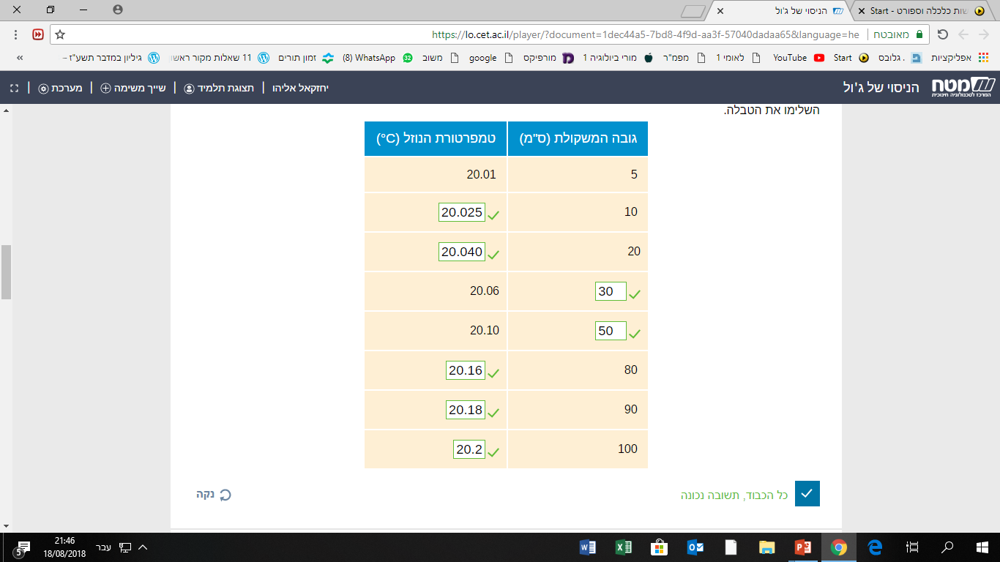 שות כלכלה וספורט - Start
הניסוי של ג'ול
מאובטח
https://lo.cet.ac.il/player/?document=1dec44a5-7bd8-4f9d-aa3f-57040dadaa65&language=he
אפליקציות
גלובס .
Start
YouTube
לאומי 1
מפמ"ר
מורי ביולוגיה 1
מורפיקס
google
משוב
(8) WhatsApp
זמון תורים
11 שאלות מקור ראשו
גיליון במדבר תשע"ז –
מטח
המרכז לטכנולוגיה חינוכית
הניסוי של ג'ול
יחזקאל אליהו
תצוגת תלמיד
שייך משימה
מערכת
השלימו את הטבלה.
גובה המשקולת (ס"מ) טמפרטורת הנוזל (°C)
5 20.01
10 20.025
20 20.040
30 20.06
50 20.10
80 20.16
90 20.18
100 20.2
כל הכבוד, תשובה נכונה
נקה
עבר
21:46
18/08/2018
5